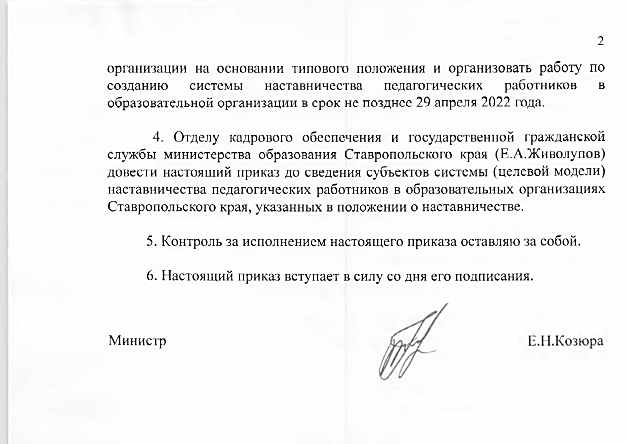 2
организации на основании типового положения и организовать работу по
созданию системы наставничества педагогических работников в
образовательной организации в срок не позднее 29 апреля 2022 года.
4. Отделу кадрового обеспечения и государственной гражданской
службы министерства образования Ставропольского края (Е.А.Живолупов)
довести настоящий приказ до сведения субъектов системы (целевой модели)
наставничества педагогических работников в образовательных организациях
Ставропольского края, указанных в положении о наставничестве.
5. Контроль за исполнением настоящего приказа оставляю за собой.
6. Настоящий приказ вступает в силу со дня его подписания.
Министр Е.Н.Козюра